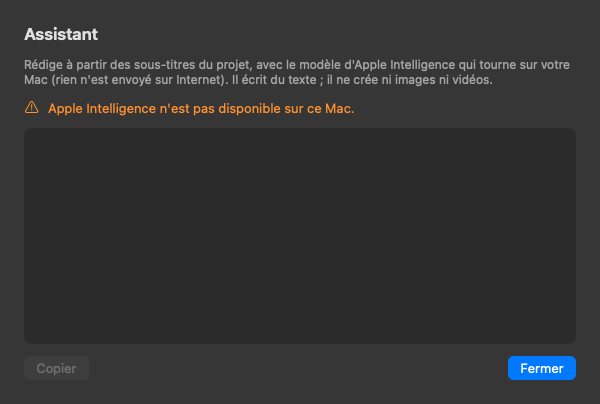 Assistant
Rédige à partir des sous-titres du projet, avec le modèle d'Apple Intelligence qui tourne sur votre
Mac (rien n'est envoyé sur Internet). Il écrit du texte ; il ne crée ni images ni vidéos.
Apple Intelligence n'est pas disponible sur ce Mac.
Copier
Fermer